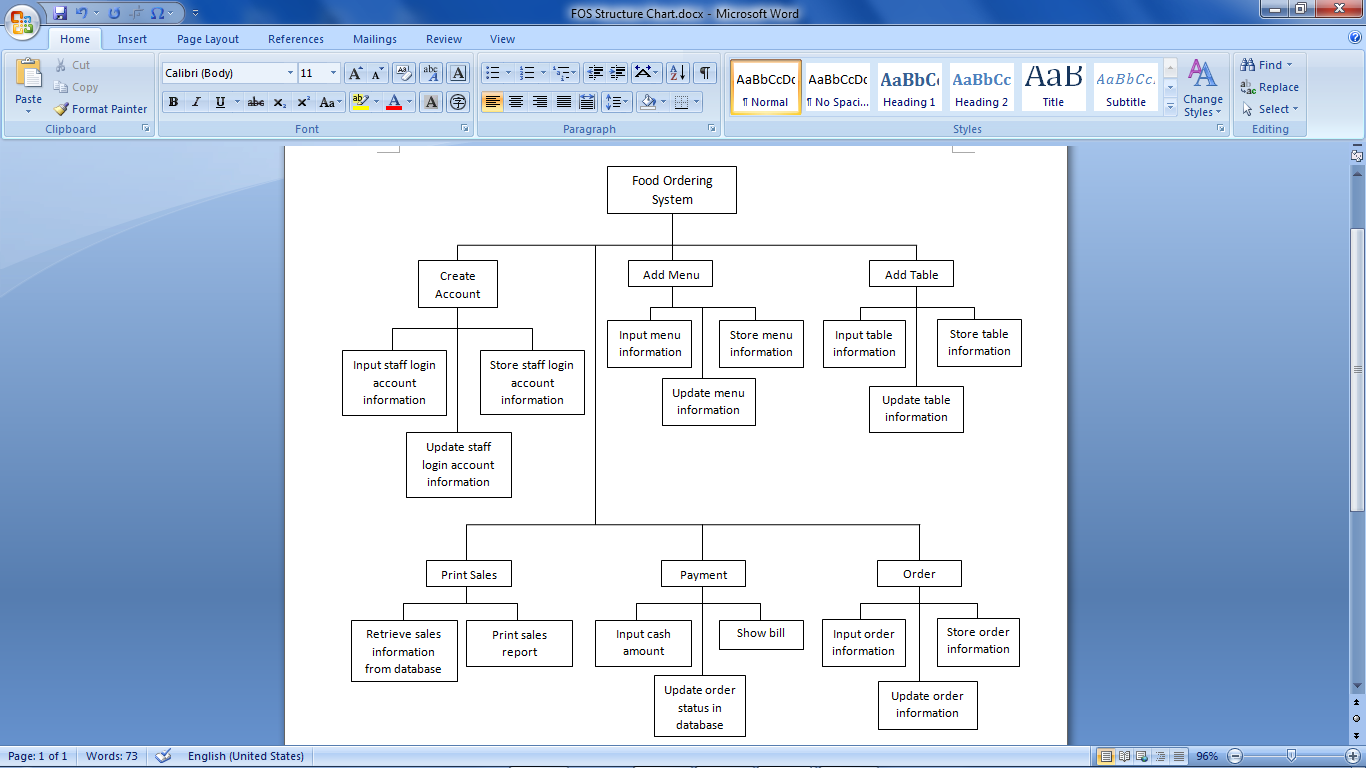 FOS Structure Chart.docx - Microsoft Word
Home Insert Page Layout References Mailings Review View
Paste
Cut
Copy
Format Painter
Clipboard
Calibri (Body) 11
B I U abc x₂ x² Aa
Font
Paragraph
AaBbCcDc
¶ Normal
AaBbCcDc
¶ No Spaci...
AaBbCc
Heading 1
AaBbCc
Heading 2
AaB
Title
AaBbCc.
Subtitle
Change
Styles
Styles
Find
Replace
Select
Editing
Food Ordering
System
Create
Account
Add Menu
Add Table
Input staff login
account
information
Store staff login
account
information
Update staff
login account
information
Input menu
information
Store menu
information
Update menu
information
Input table
information
Store table
information
Update table
information
Print Sales
Payment
Order
Retrieve sales
information
from database
Print sales
report
Input cash
amount
Show bill
Update order
status in
database
Input order
information
Store order
information
Update order
information
Page: 1 of 1 Words: 73 English (United States) 96%